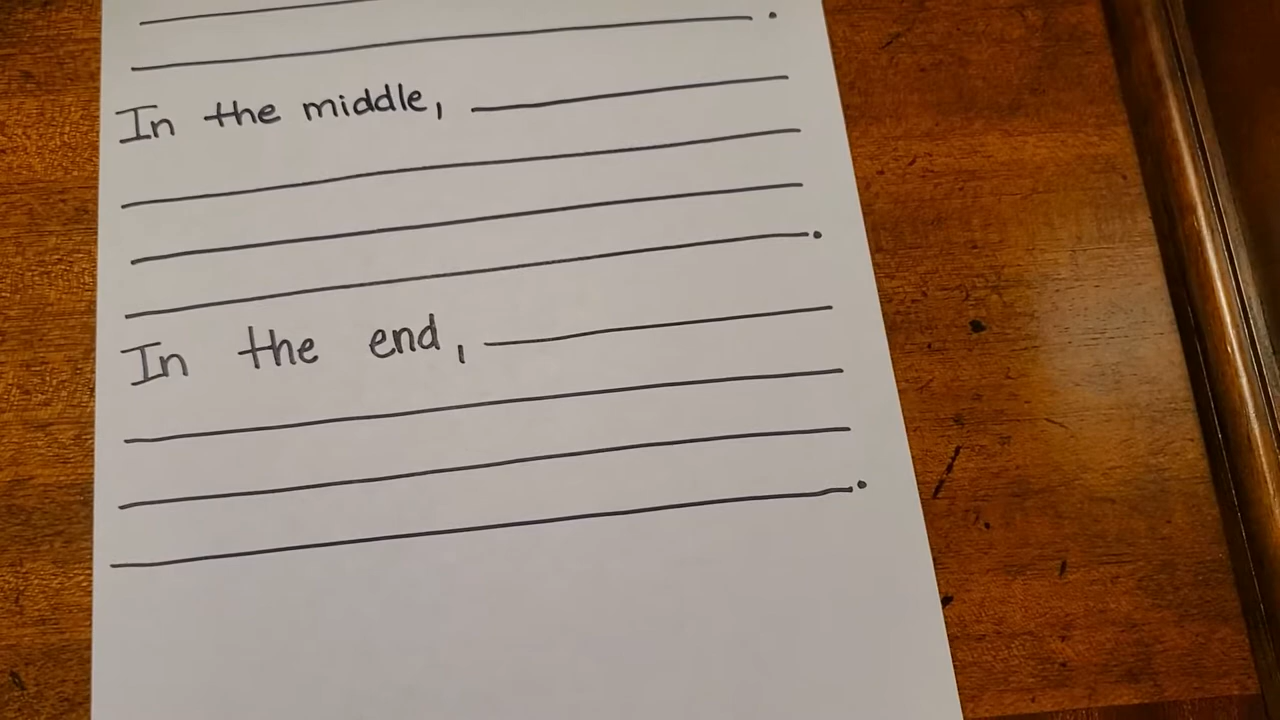 In the middle,
.
In the end,
.